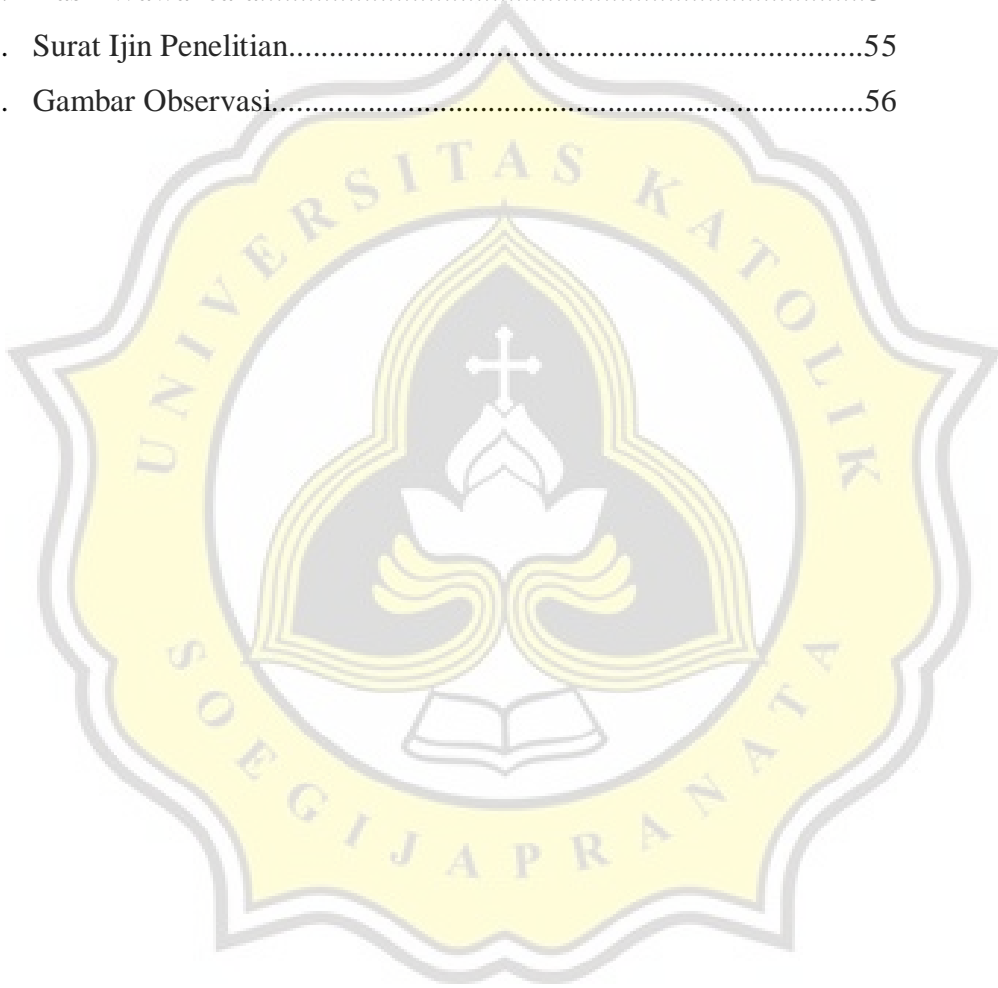 . Surat Ijin Penelitian....................................................................55
. Gambar Observasi......................................................................56
UNIVERSITAS KATOLIK
SOEGIJAPRANATA